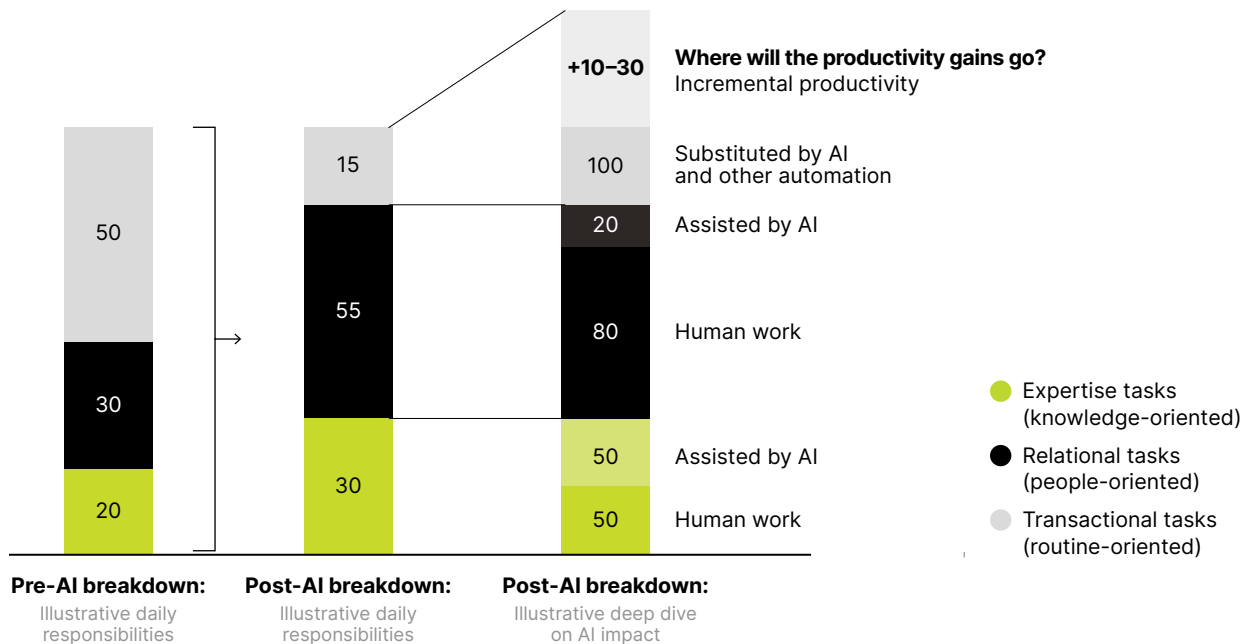 +10–30
Where will the productivity gains go?
Incremental productivity
50
30
20
15
55
30
100
Substituted by AI
and other automation
20
Assisted by AI
80
Human work
50
Assisted by AI
50
Human work
Expertise tasks
(knowledge-oriented)
Relational tasks
(people-oriented)
Transactional tasks
(routine-oriented)
Pre-AI breakdown:
Illustrative daily
responsibilities
Post-AI breakdown:
Illustrative daily
responsibilities
Post-AI breakdown:
Illustrative deep dive
on AI impact